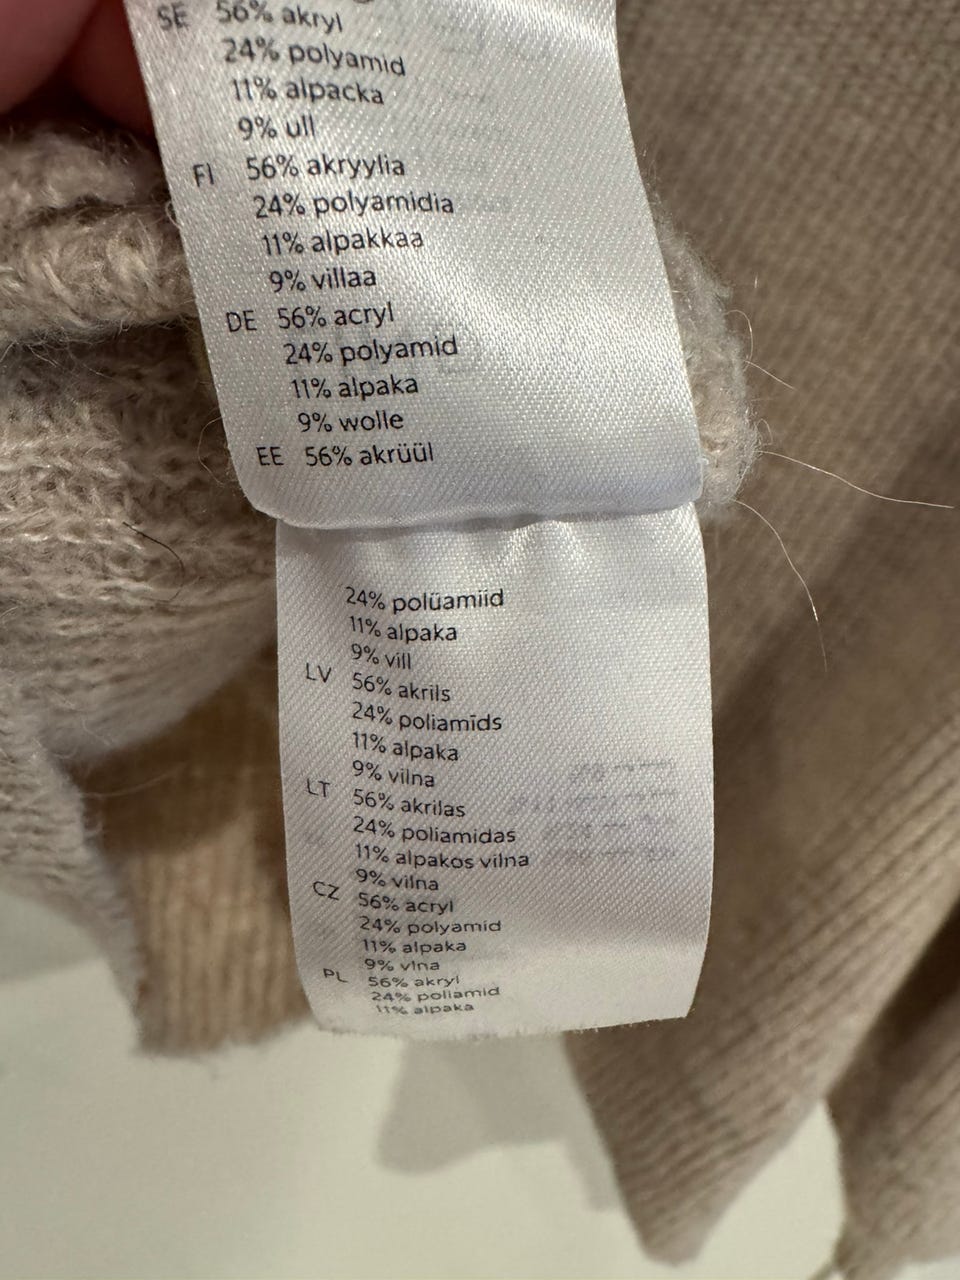 SE 56% akryl
24% polyamid
11% alpacka
9% ull
FI 56% akryylia
24% polyamidia
11% alpakkaa
9% villaa
DE 56% acryl
24% polyamid
11% alpaka
9% wolle
EE 56% akrüül
24% polüamiid
11% alpaka
9% vill
LV 56% akrils
24% poliamīds
11% alpaka
9% vilna
LT 56% akrilas
24% poliamidas
11% alpakos vilna
9% vilna
CZ 56% acryl
24% polyamid
11% alpaka
9% vlna
PL 56% akryl
24% poliamid
11% alpaka